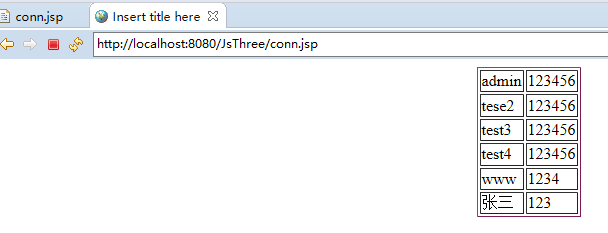 conn.jsp Insert title here
http://localhost:8080/JsThree/conn.jsp
admin 123456
tese2 123456
test3 123456
test4 123456
www 1234
张三 123